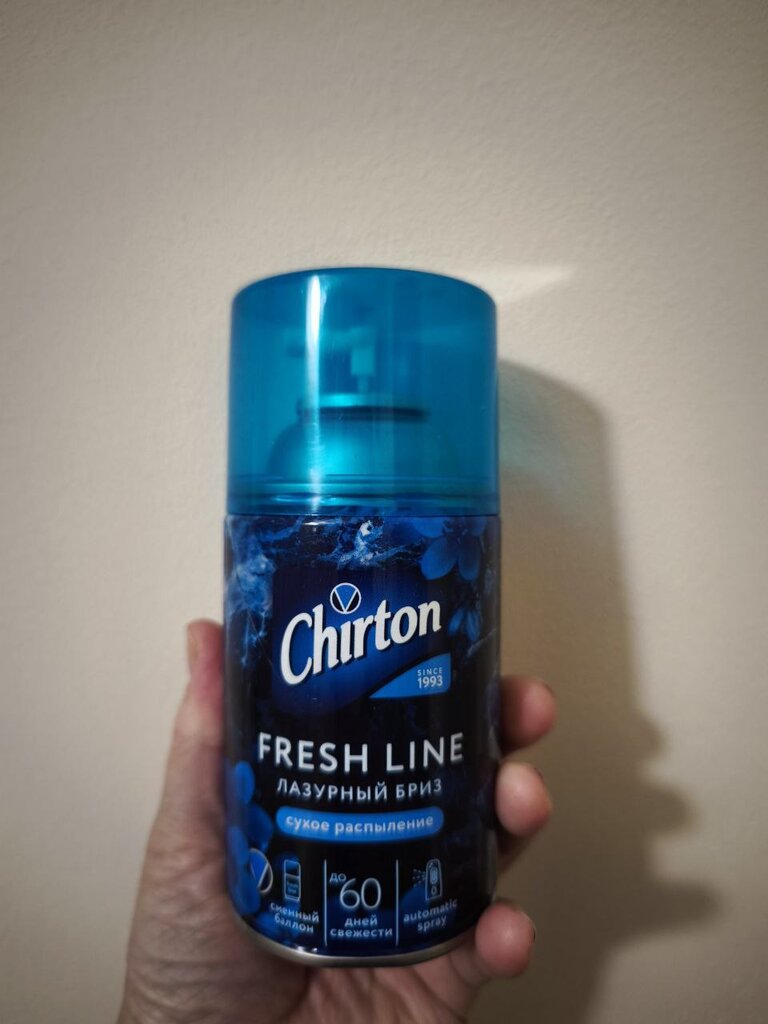 Chirton
SINCE
1993
FRESH LINE
ЛАЗУРНЫЙ БРИЗ
сухое распыление
сменный
баллон
до
60
дней
свежести
automatic
spray